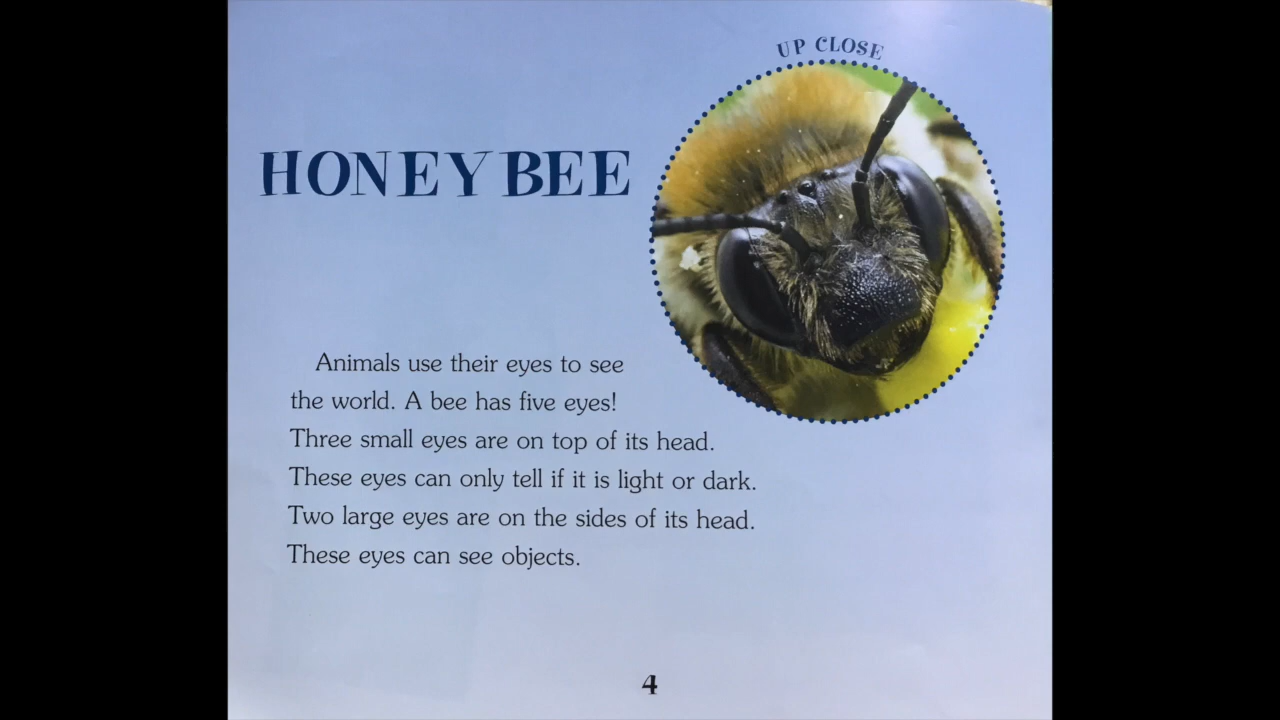 UP CLOSE
HONEY BEE
Animals use their eyes to see
the world. A bee has five eyes!
Three small eyes are on top of its head.
These eyes can only tell if it is light or dark.
Two large eyes are on the sides of its head.
These eyes can see objects.
4